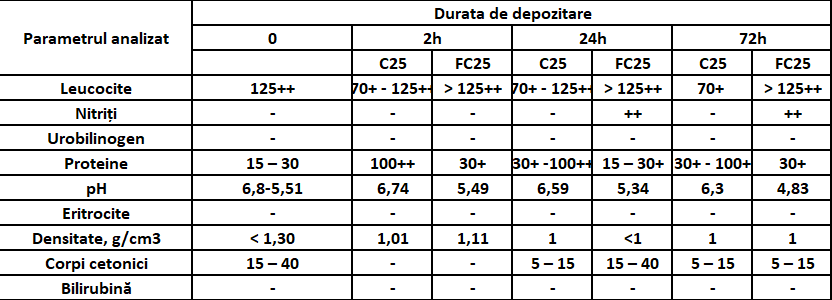 Parametrul analizat Durata de depozitare
0 2h 24h 72h
C25 FC25 C25 FC25 C25 FC25
Leucocite 125++ 70+ - 125++ > 125++ 70+ - 125++ > 125++ 70+ > 125++
Nitriți - - - - ++ - ++
Urobilinogen - - - - - - -
Proteine 15 – 30 100++ 30+ 30+ -100++ 15 – 30+ 30+ - 100+ 30+
pH 6,8-5,51 6,74 5,49 6,59 5,34 6,3 4,83
Eritrocite - - - - - - -
Densitate, g/cm3 < 1,30 1,01 1,11 1 <1 1 1
Corpi cetonici 15 – 40 - - 5 – 15 15 – 40 5 – 15 5 – 15
Bilirubină - - - - - - -